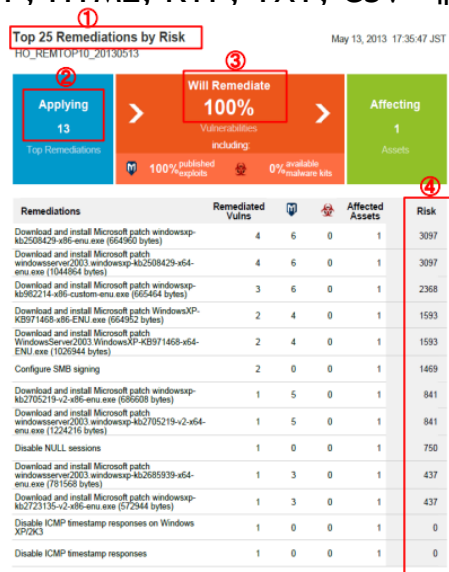 ①
Top 25 Remediations by Risk
May 13, 2013 17:35:47 JST
HO_REMTOP10_20130513
②
③
Applying
13
Top Remediations
Will Remediate
100%
Vulnerabilities
including:
100% published exploits
0% available malware kits
Affecting
1
Assets
④
Remediations Remediated Vulns Affected Assets Risk
Download and install Microsoft patch windowsxp-
kb2508429-x86-enu.exe (664960 bytes) 4 6 0 1 3097
Download and install Microsoft patch
windowsserver2003.windowsxp-kb2508429-x64-
enu.exe (1044864 bytes) 4 6 0 1 3097
Download and install Microsoft patch windowsxp-
kb982214-x86-custom-enu.exe (665464 bytes) 3 6 0 1 2368
Download and install Microsoft patch WindowsXP-
KB971468-x86-ENU.exe (664952 bytes) 2 4 0 1 1593
Download and install Microsoft patch
WindowsServer2003.WindowsXP-KB971468-x64-
ENU.exe (1026944 bytes) 2 4 0 1 1593
Configure SMB signing 2 0 0 1 1469
Download and install Microsoft patch windowsxp-
kb2705219-v2-x86-enu.exe (686608 bytes) 1 5 0 1 841
Download and install Microsoft patch
windowsserver2003.windowsxp-kb2705219-v2-x64-
enu.exe (1224216 bytes) 1 5 0 1 841
Disable NULL sessions 1 0 0 1 750
Download and install Microsoft patch
windowsserver2003.windowsxp-kb2685939-x64-
enu.exe (781568 bytes) 1 3 0 1 437
Download and install Microsoft patch windowsxp-
kb2723135-v2-x86-enu.exe (572944 bytes) 1 3 0 1 437
Disable ICMP timestamp responses on Windows
XP/2K3 1 0 0 1 0
Disable ICMP timestamp responses 1 0 0 1 0